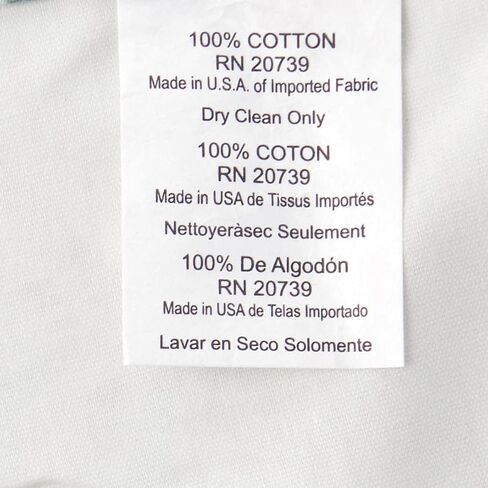 100% COTTON
RN 20739
Made in U.S.A. of Imported Fabric
Dry Clean Only
100% COTON
RN 20739
Made in USA de Tissus Importés
Nettoyeràsec Seulement
100% De Algodón
RN 20739
Made in USA de Telas Importado
Lavar en Seco Solomente